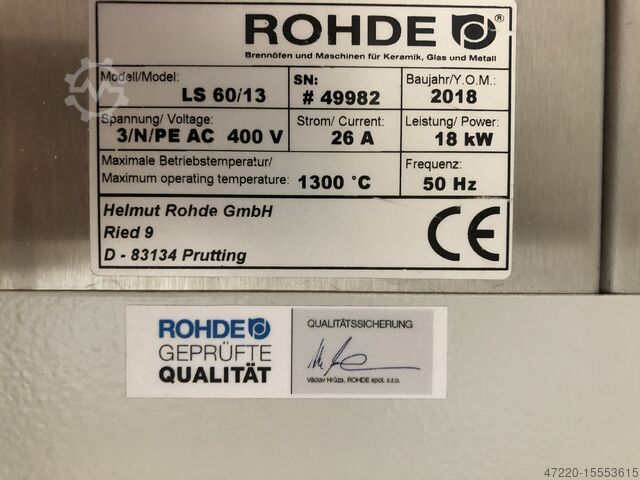 ROHDE ®
Brennöfen und Maschinen für Keramik, Glas und Metall
Modell/Model: SN: Baujahr/Y.O.M.:
LS 60/13 # 49982 2018
Spannung/ Voltage: Strom/ Current: Leistung/ Power:
3/N/PE AC 400 V 26 A 18 kW
Maximale Betriebstemperatur/ Frequenz:
Maximum operating temperature: 1300 °C 50 Hz
Helmut Rohde GmbH
Ried 9
D - 83134 Prutting
CE
ROHDE
GEPRÜFTE
QUALITÄT
QUALITÄTSSICHERUNG
Václav Hrůza, ROHDE spol. s.r.o.
47220-15553615